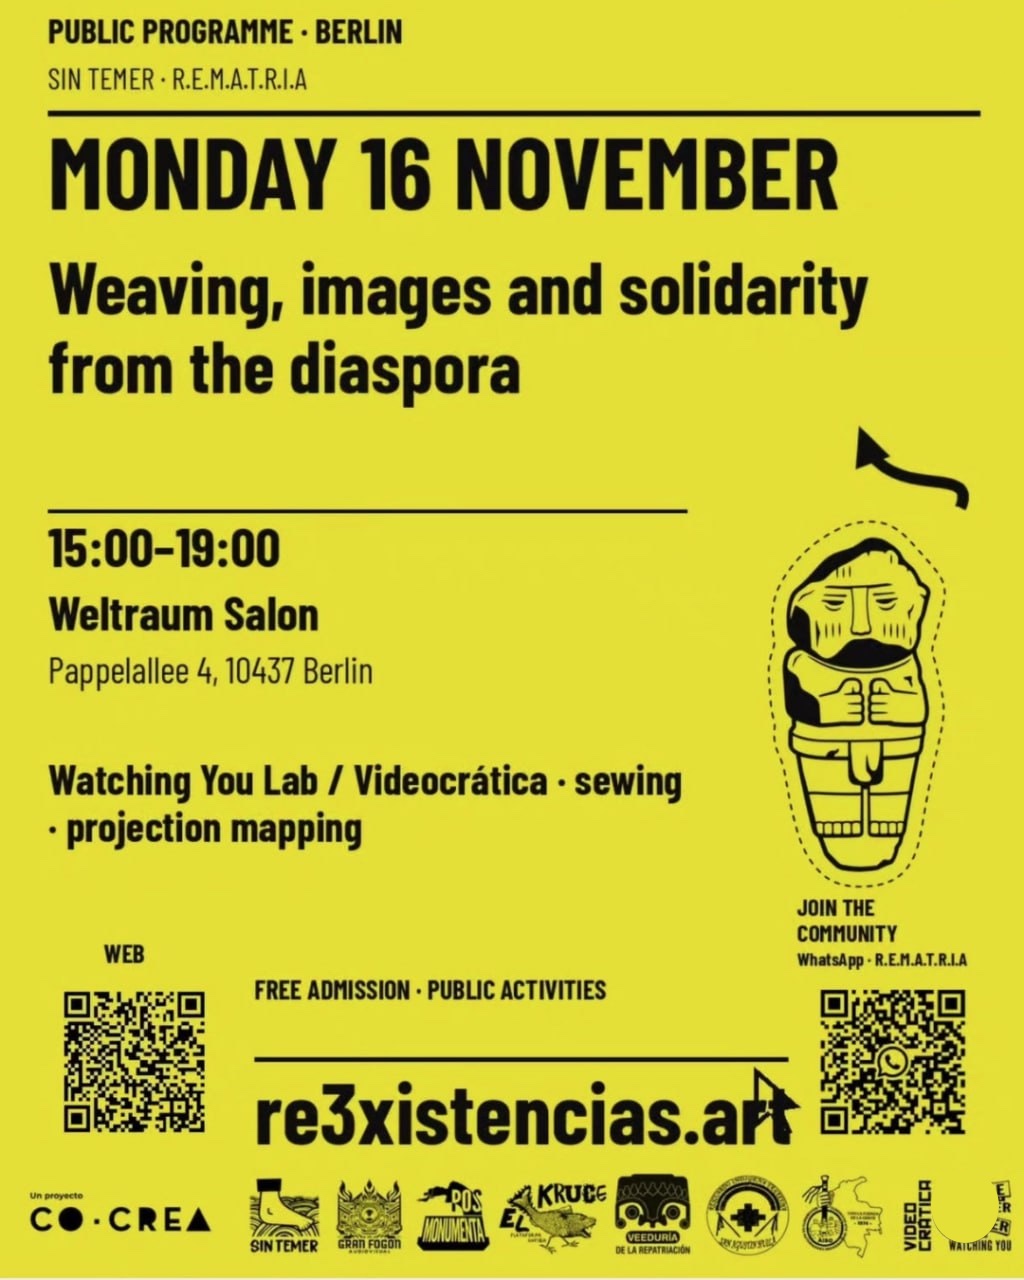 PUBLIC PROGRAMME · BERLIN
SIN TEMER · R.E.M.A.T.R.I.A
MONDAY 16 NOVEMBER
Weaving, images and solidarity
from the diaspora
15:00–19:00
Weltraum Salon
Pappelallee 4, 10437 Berlin
Watching You Lab / Videocrática · sewing
· projection mapping
JOIN THE
COMMUNITY
WhatsApp · R.E.M.A.T.R.I.A
WEB
FREE ADMISSION · PUBLIC ACTIVITIES
re3xistencias.art
Un proyecto
CO·CREA
SIN TEMER
GRAN FOGON
AUDIOVISUAL
POS
MONUMENTA
EL KRUCE
VEEDURÍA
DE LA REPATRIACIÓN
VIDEO
CRÁTICA
WATCHING YOU